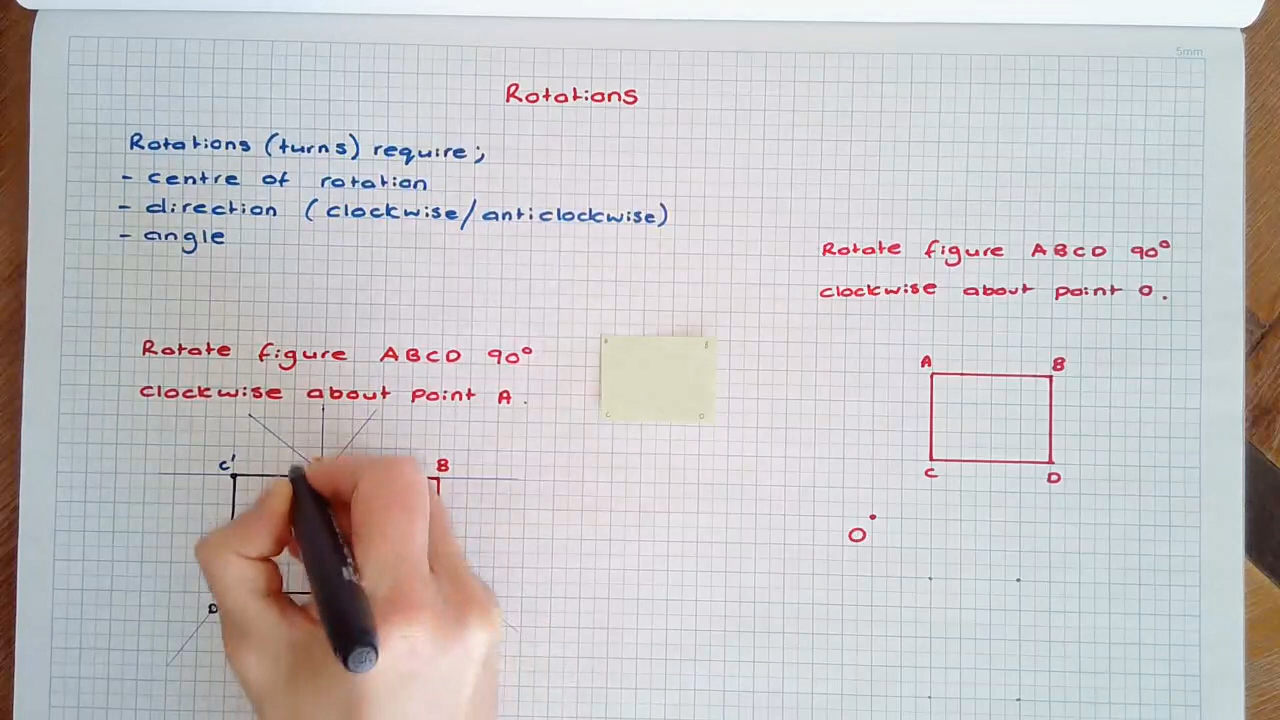 5mm
Rotations
Rotations (turns) require;
- centre of rotation
- direction (clockwise/anticlockwise)
- angle
Rotate figure ABCD 90°
clockwise about point O.
Rotate figure ABCD 90°
clockwise about point A.
A B
C D
A B
C D
O
C' B
D